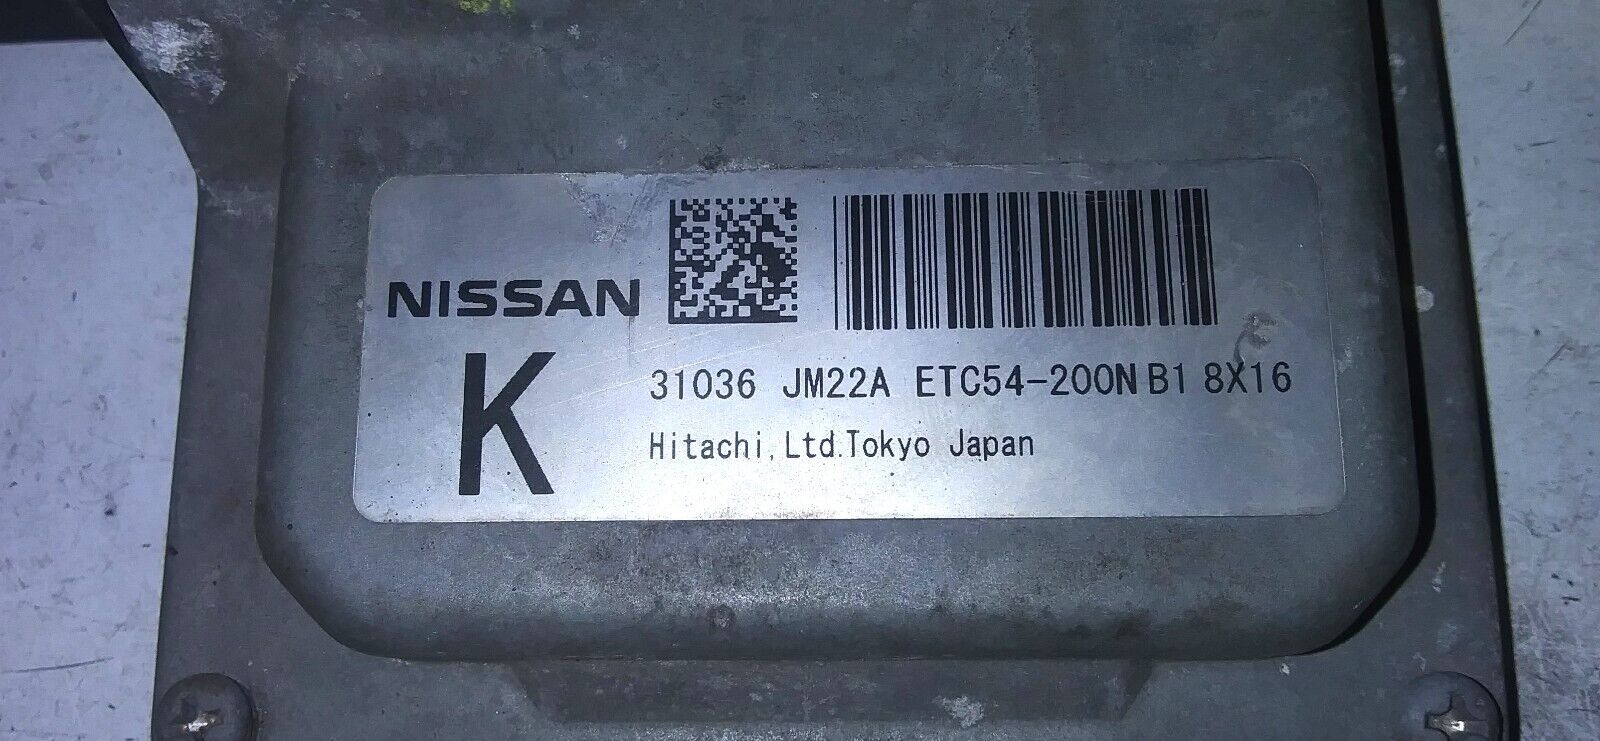 NISSAN
K
31036 JM22A ETC54-200N B1 8X16
Hitachi, Ltd. Tokyo Japan